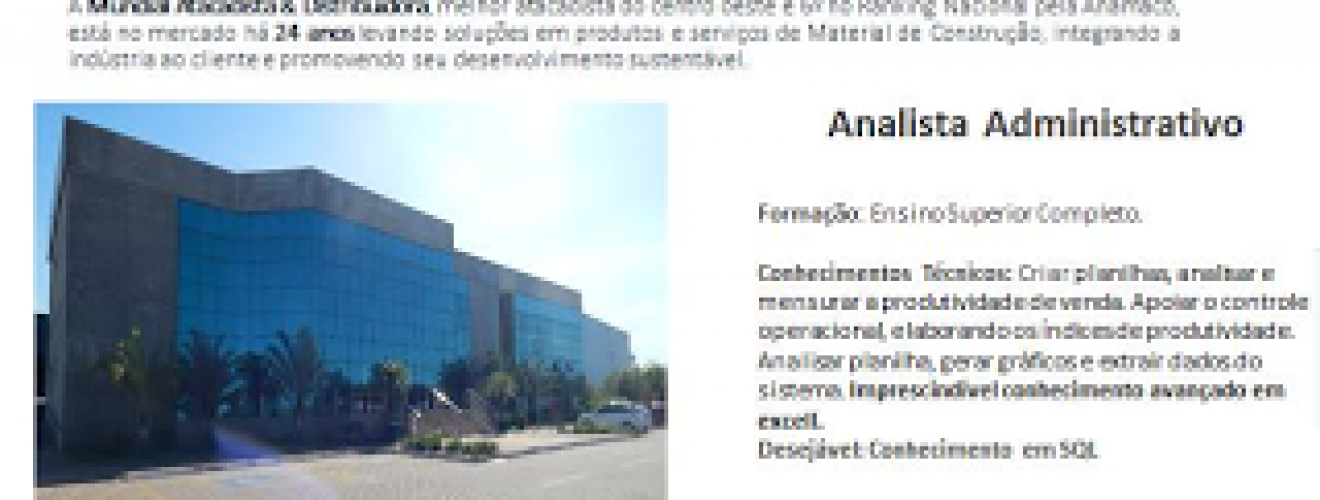 A Mundial Atacadista & Distribuidora, melhor atacadista do centro oeste e 6º no Ranking Nacional pela Anamaco,
está no mercado há 24 anos levando soluções em produtos e serviços de Material de Construção, integrando a
indústria ao cliente e promovendo seu desenvolvimento sustentável.
Analista Administrativo
Formação: Ensino Superior Completo.
Conhecimentos Técnicos: Criar planilhas, analisar e
mensurar a produtividade de venda. Apoiar o controle
operacional, elaborando os índices de produtividade.
Analisar planilha, gerar gráficos e extrair dados do
sistema. Imprescindível conhecimento avançado em
excell.
Desejável: Conhecimento em SQL